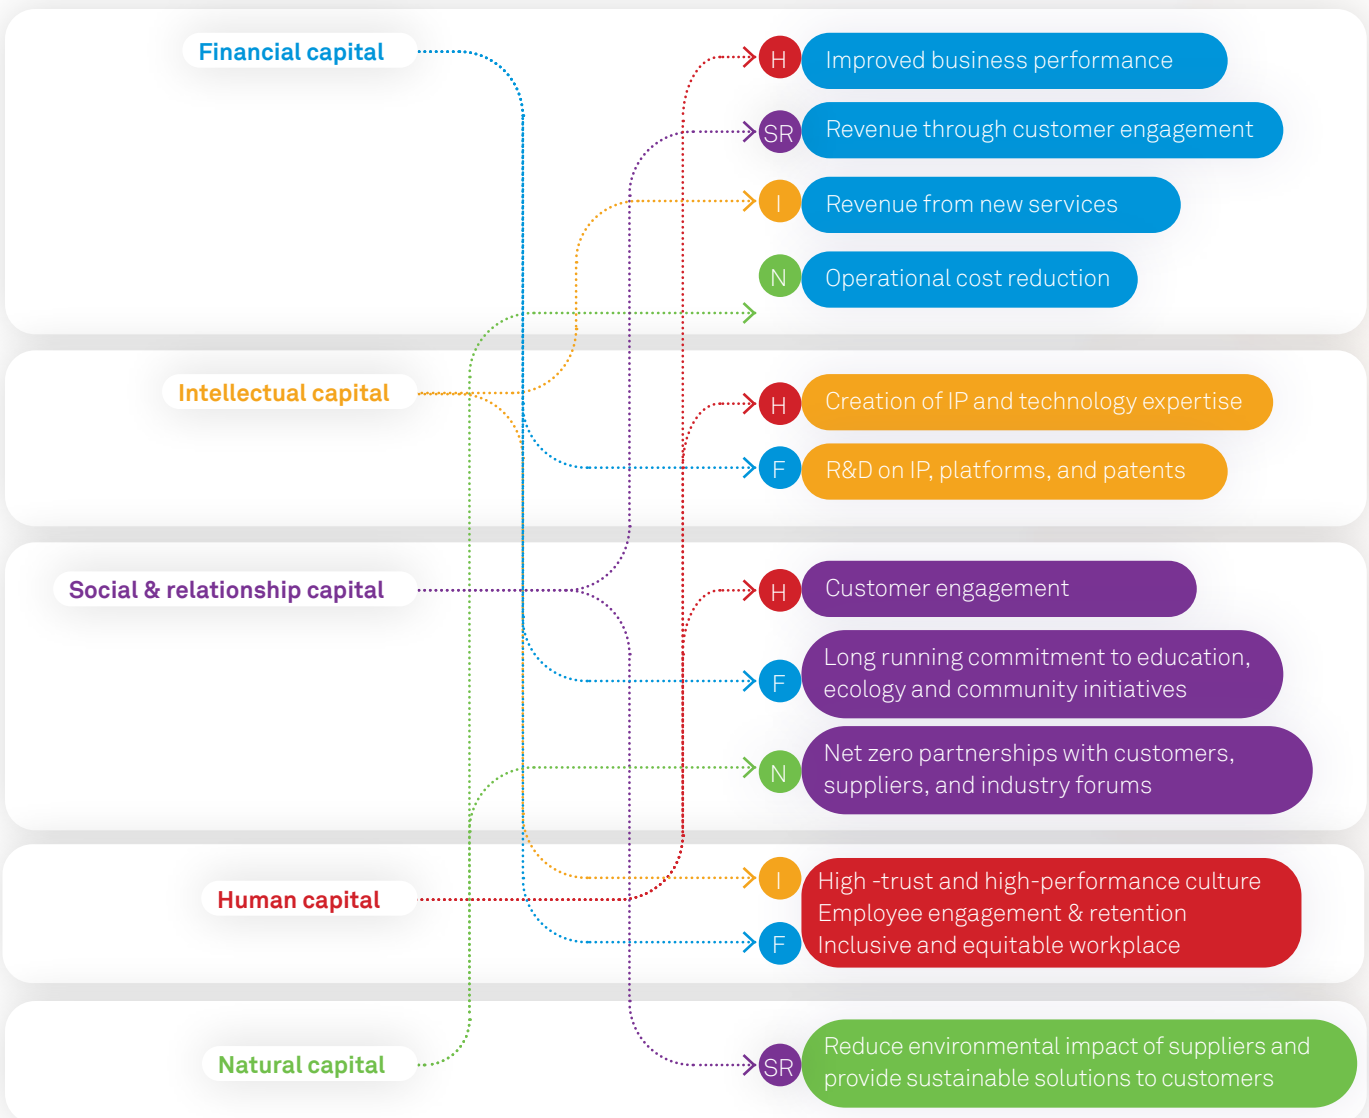 Financial capital
H
Improved business performance
SR
Revenue through customer engagement
I
Revenue from new services
N
Operational cost reduction
Intellectual capital
H
Creation of IP and technology expertise
F
R&D on IP, platforms, and patents
Social & relationship capital
H
Customer engagement
F
Long running commitment to education,
ecology and community initiatives
N
Net zero partnerships with customers,
suppliers, and industry forums
Human capital
I
F
High -trust and high-performance culture
Employee engagement & retention
Inclusive and equitable workplace
Natural capital
SR
Reduce environmental impact of suppliers and
provide sustainable solutions to customers